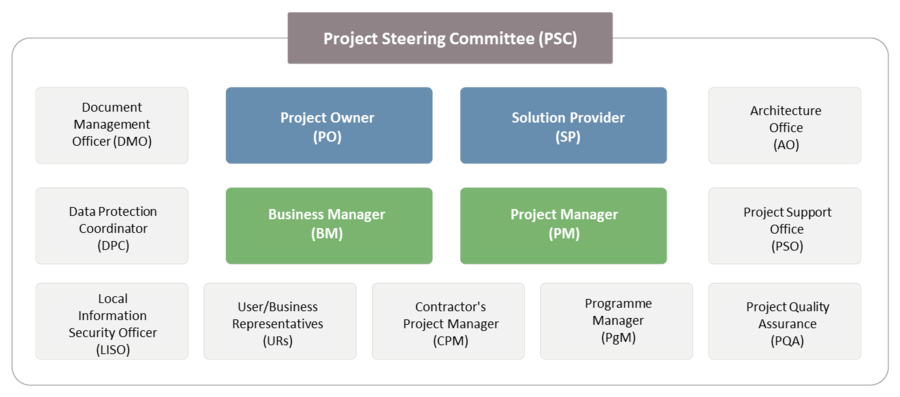 Project Steering Committee (PSC)
Document
Management
Officer (DMO)
Project Owner
(PO)
Solution Provider
(SP)
Architecture
Office
(AO)
Data Protection
Coordinator
(DPC)
Business Manager
(BM)
Project Manager
(PM)
Project Support
Office
(PSO)
Local
Information
Security Officer
(LISO)
User/Business
Representatives
(URs)
Contractor's
Project Manager
(CPM)
Programme
Manager
(PgM)
Project Quality
Assurance
(PQA)